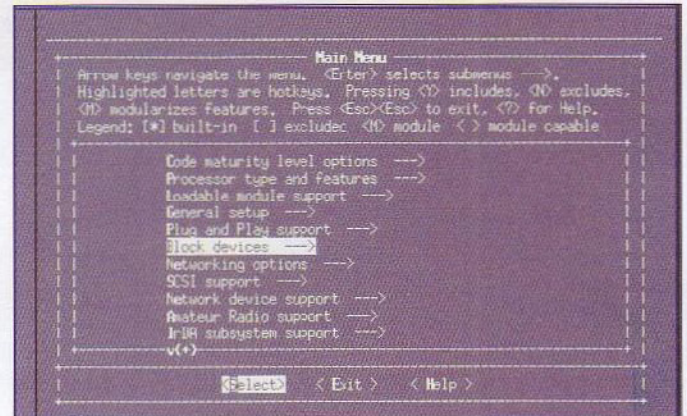 Main Menu
Arrow keys navigate the menu. <Enter> selects submenus --->.
Highlighted letters are hotkeys. Pressing <Y> includes, <N> excludes,
<M> modularizes features. Press <Esc><Esc> to exit, <?> for Help.
Legend: [*] built-in [ ] excluded <M> module < > module capable
Code maturity level options --->
Processor type and features --->
Loadable module support --->
General setup --->
Plug and Play support --->
Block devices --->
Networking options --->
SCSI support --->
Network device support --->
Amateur Radio support --->
IrDA subsystem support --->
v(+)
<Select> < Exit > < Help >